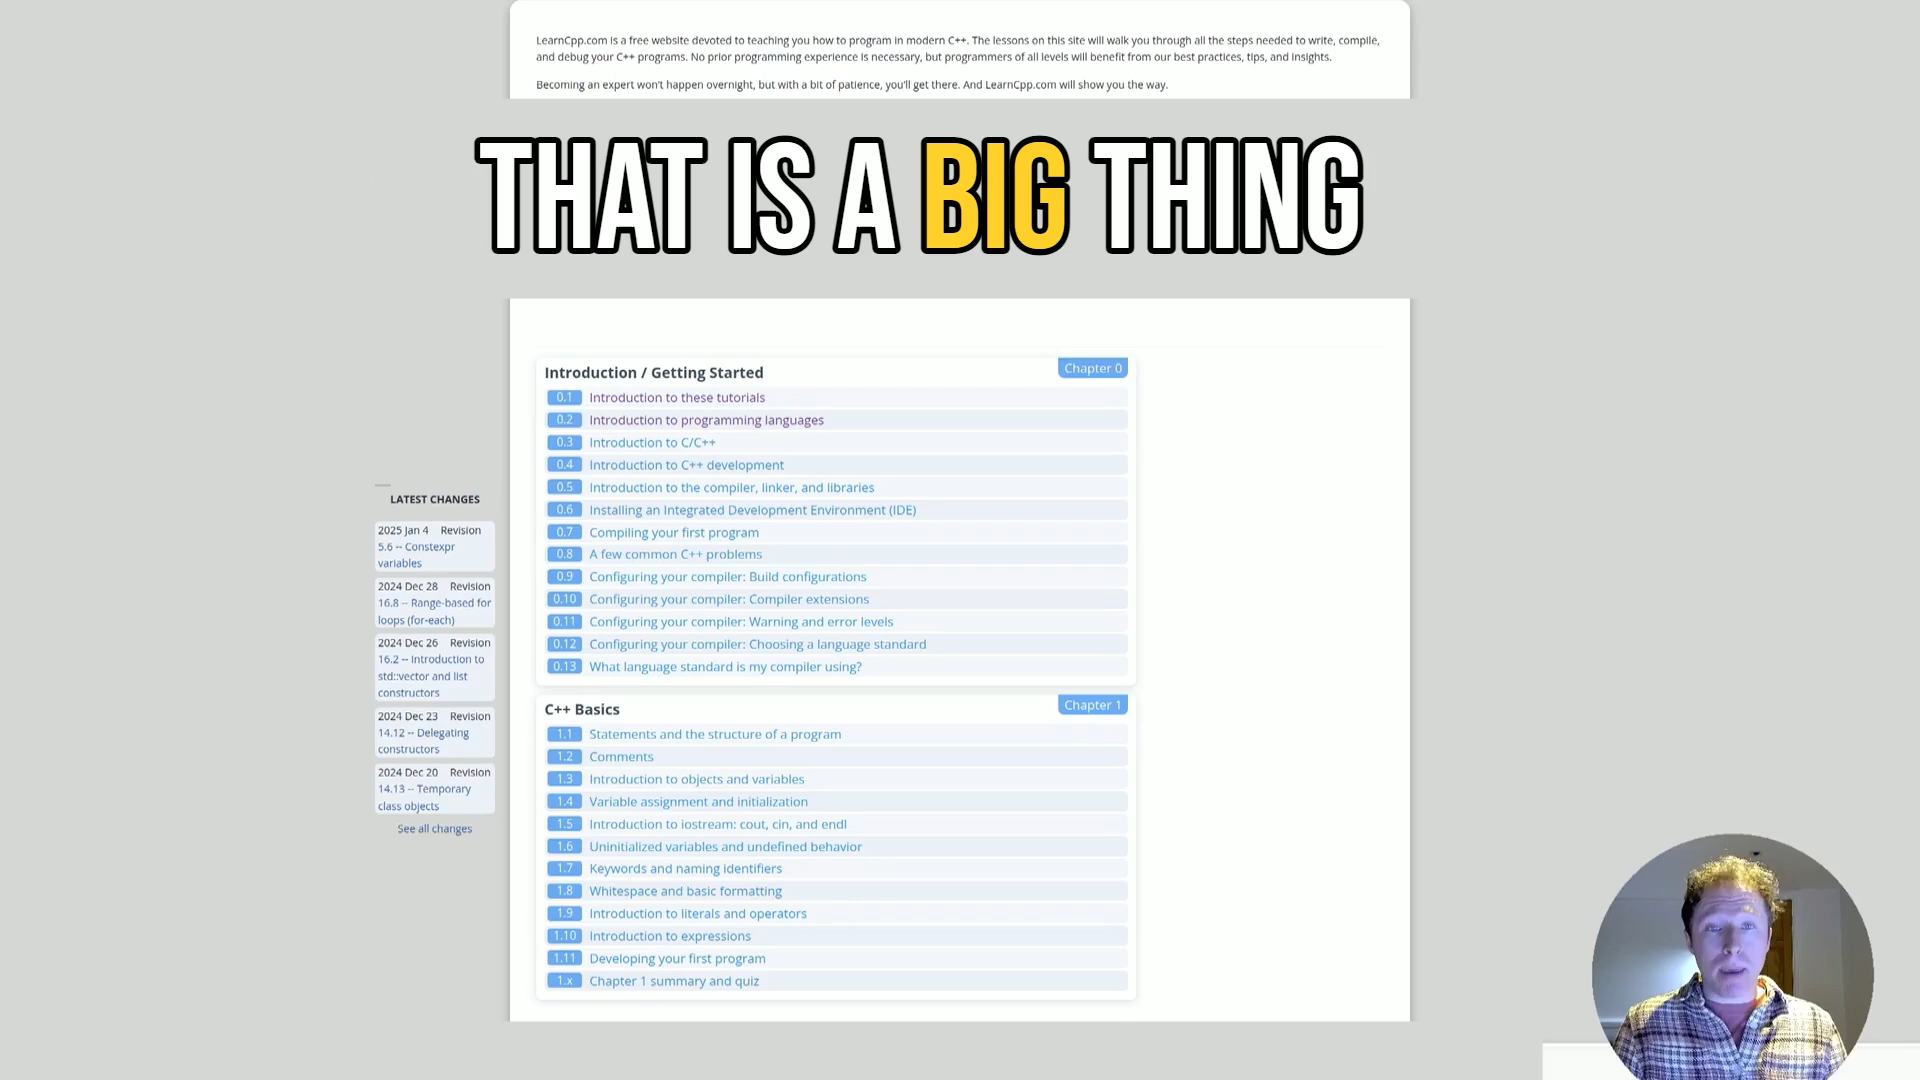 LearnCpp.com is a free website devoted to teaching you how to program in modern C++. The lessons on this site will walk you through all the steps needed to write, compile,
and debug your C++ programs. No prior programming experience is necessary, but programmers of all levels will benefit from our best practices, tips, and insights.
Becoming an expert won't happen overnight, but with a bit of patience, you'll get there. And LearnCpp.com will show you the way.
THAT IS A BIG THING
Introduction / Getting Started
Chapter 0
0.1 Introduction to these tutorials
0.2 Introduction to programming languages
0.3 Introduction to C/C++
0.4 Introduction to C++ development
0.5 Introduction to the compiler, linker, and libraries
0.6 Installing an Integrated Development Environment (IDE)
0.7 Compiling your first program
0.8 A few common C++ problems
0.9 Configuring your compiler: Build configurations
0.10 Configuring your compiler: Compiler extensions
0.11 Configuring your compiler: Warning and error levels
0.12 Configuring your compiler: Choosing a language standard
0.13 What language standard is my compiler using?
LATEST CHANGES
2025 Jan 4 Revision
5.6 -- Constexpr
variables
2024 Dec 28 Revision
16.8 -- Range-based for
loops (for-each)
2024 Dec 26 Revision
16.2 -- Introduction to
std::vector and list
constructors
2024 Dec 23 Revision
14.12 -- Delegating
constructors
2024 Dec 20 Revision
14.13 -- Temporary
class objects
See all changes
C++ Basics
Chapter 1
1.1 Statements and the structure of a program
1.2 Comments
1.3 Introduction to objects and variables
1.4 Variable assignment and initialization
1.5 Introduction to iostream: cout, cin, and endl
1.6 Uninitialized variables and undefined behavior
1.7 Keywords and naming identifiers
1.8 Whitespace and basic formatting
1.9 Introduction to literals and operators
1.10 Introduction to expressions
1.11 Developing your first program
1.x Chapter 1 summary and quiz